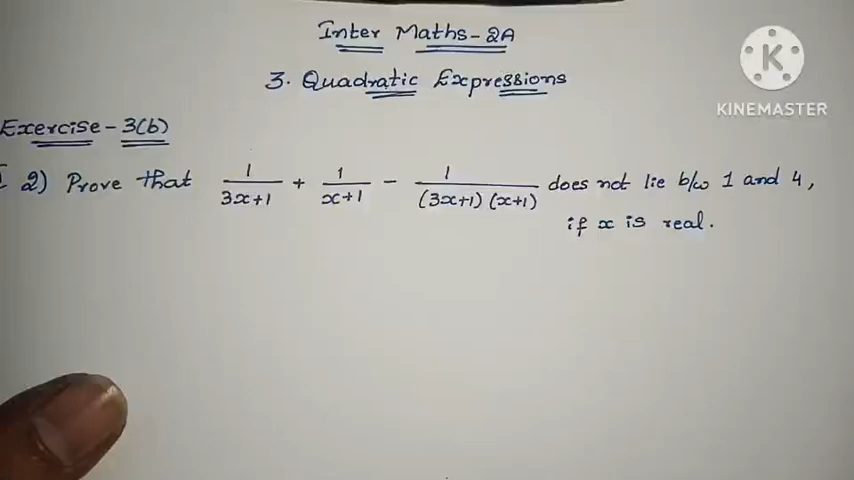 Inter Maths-2A
3. Quadratic Expressions
K
KINEMASTER
Exercise-3(b)
2) Prove that 1/(3x+1) + 1/(x+1) - 1/((3x+1)(x+1)) does not lie b/w 1 and 4,
if x is real.